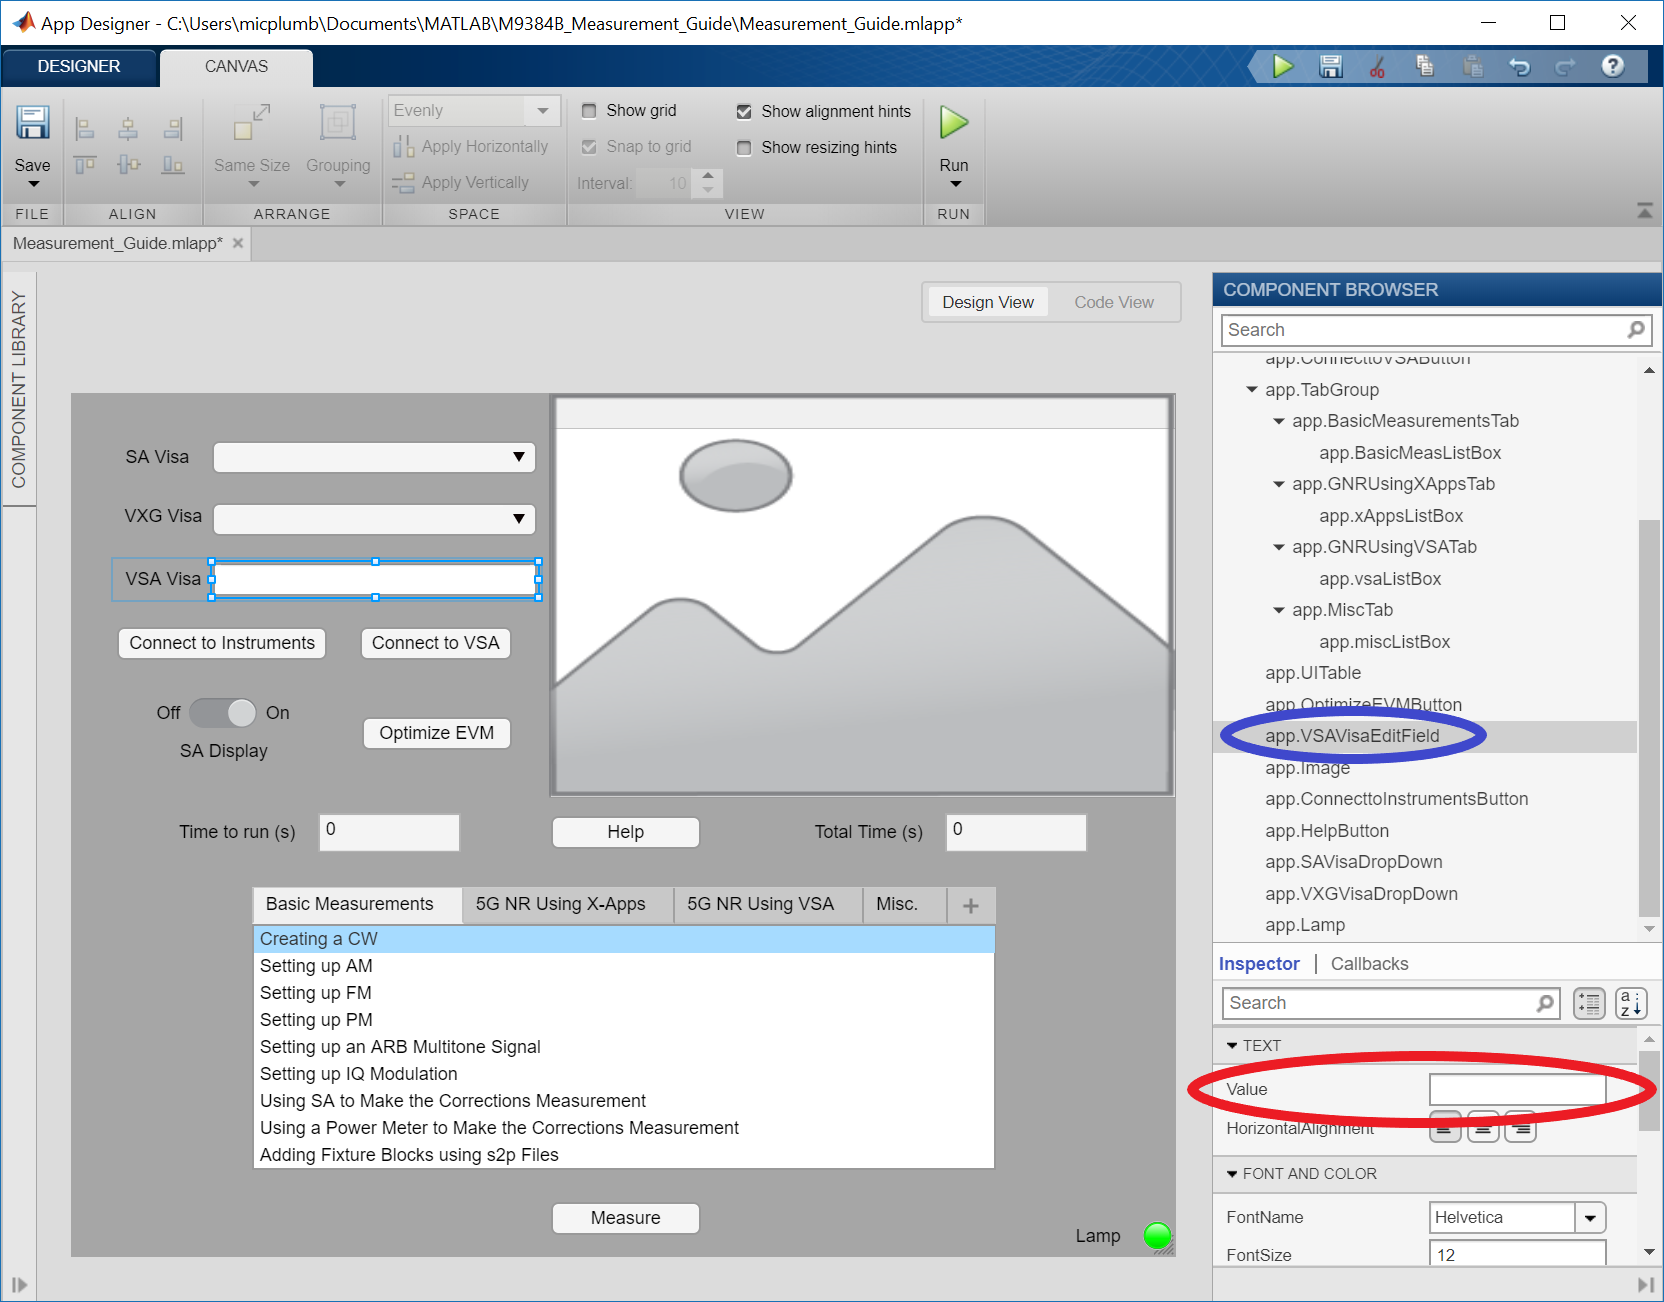 App Designer - C:\Users\micplumb\Documents\MATLAB\M9384B_Measurement_Guide\Measurement_Guide.mlapp*
DESIGNER
CANVAS
Save
Same Size
Grouping
Evenly
Apply Horizontally
Apply Vertically
Show grid
Snap to grid
Interval: 10
Show alignment hints
Show resizing hints
Run
FILE
ALIGN
ARRANGE
SPACE
VIEW
RUN
Measurement_Guide.mlapp*
COMPONENT LIBRARY
Design View
Code View
SA Visa
VXG Visa
VSA Visa
Connect to Instruments
Connect to VSA
Off
On
SA Display
Optimize EVM
Time to run (s)
0
Help
Total Time (s)
0
Basic Measurements
5G NR Using X-Apps
5G NR Using VSA
Misc.
+
Creating a CW
Setting up AM
Setting up FM
Setting up PM
Setting up an ARB Multitone Signal
Setting up IQ Modulation
Using SA to Make the Corrections Measurement
Using a Power Meter to Make the Corrections Measurement
Adding Fixture Blocks using s2p Files
Measure
Lamp
COMPONENT BROWSER
Search
app.ConnecttoVSAButton
app.TabGroup
app.BasicMeasurementsTab
app.BasicMeasListBox
app.GNRUsingXAppsTab
app.xAppsListBox
app.GNRUsingVSATab
app.vsaListBox
app.MiscTab
app.miscListBox
app.UITable
app.OptimizeEVMButton
app.VSAVisaEditField
app.Image
app.ConnecttoInstrumentsButton
app.HelpButton
app.SAVisaDropDown
app.VXGVisaDropDown
app.Lamp
Inspector | Callbacks
Search
a
z
TEXT
Value
HorizontalAlignment
FONT AND COLOR
FontName
Helvetica
FontSize
12